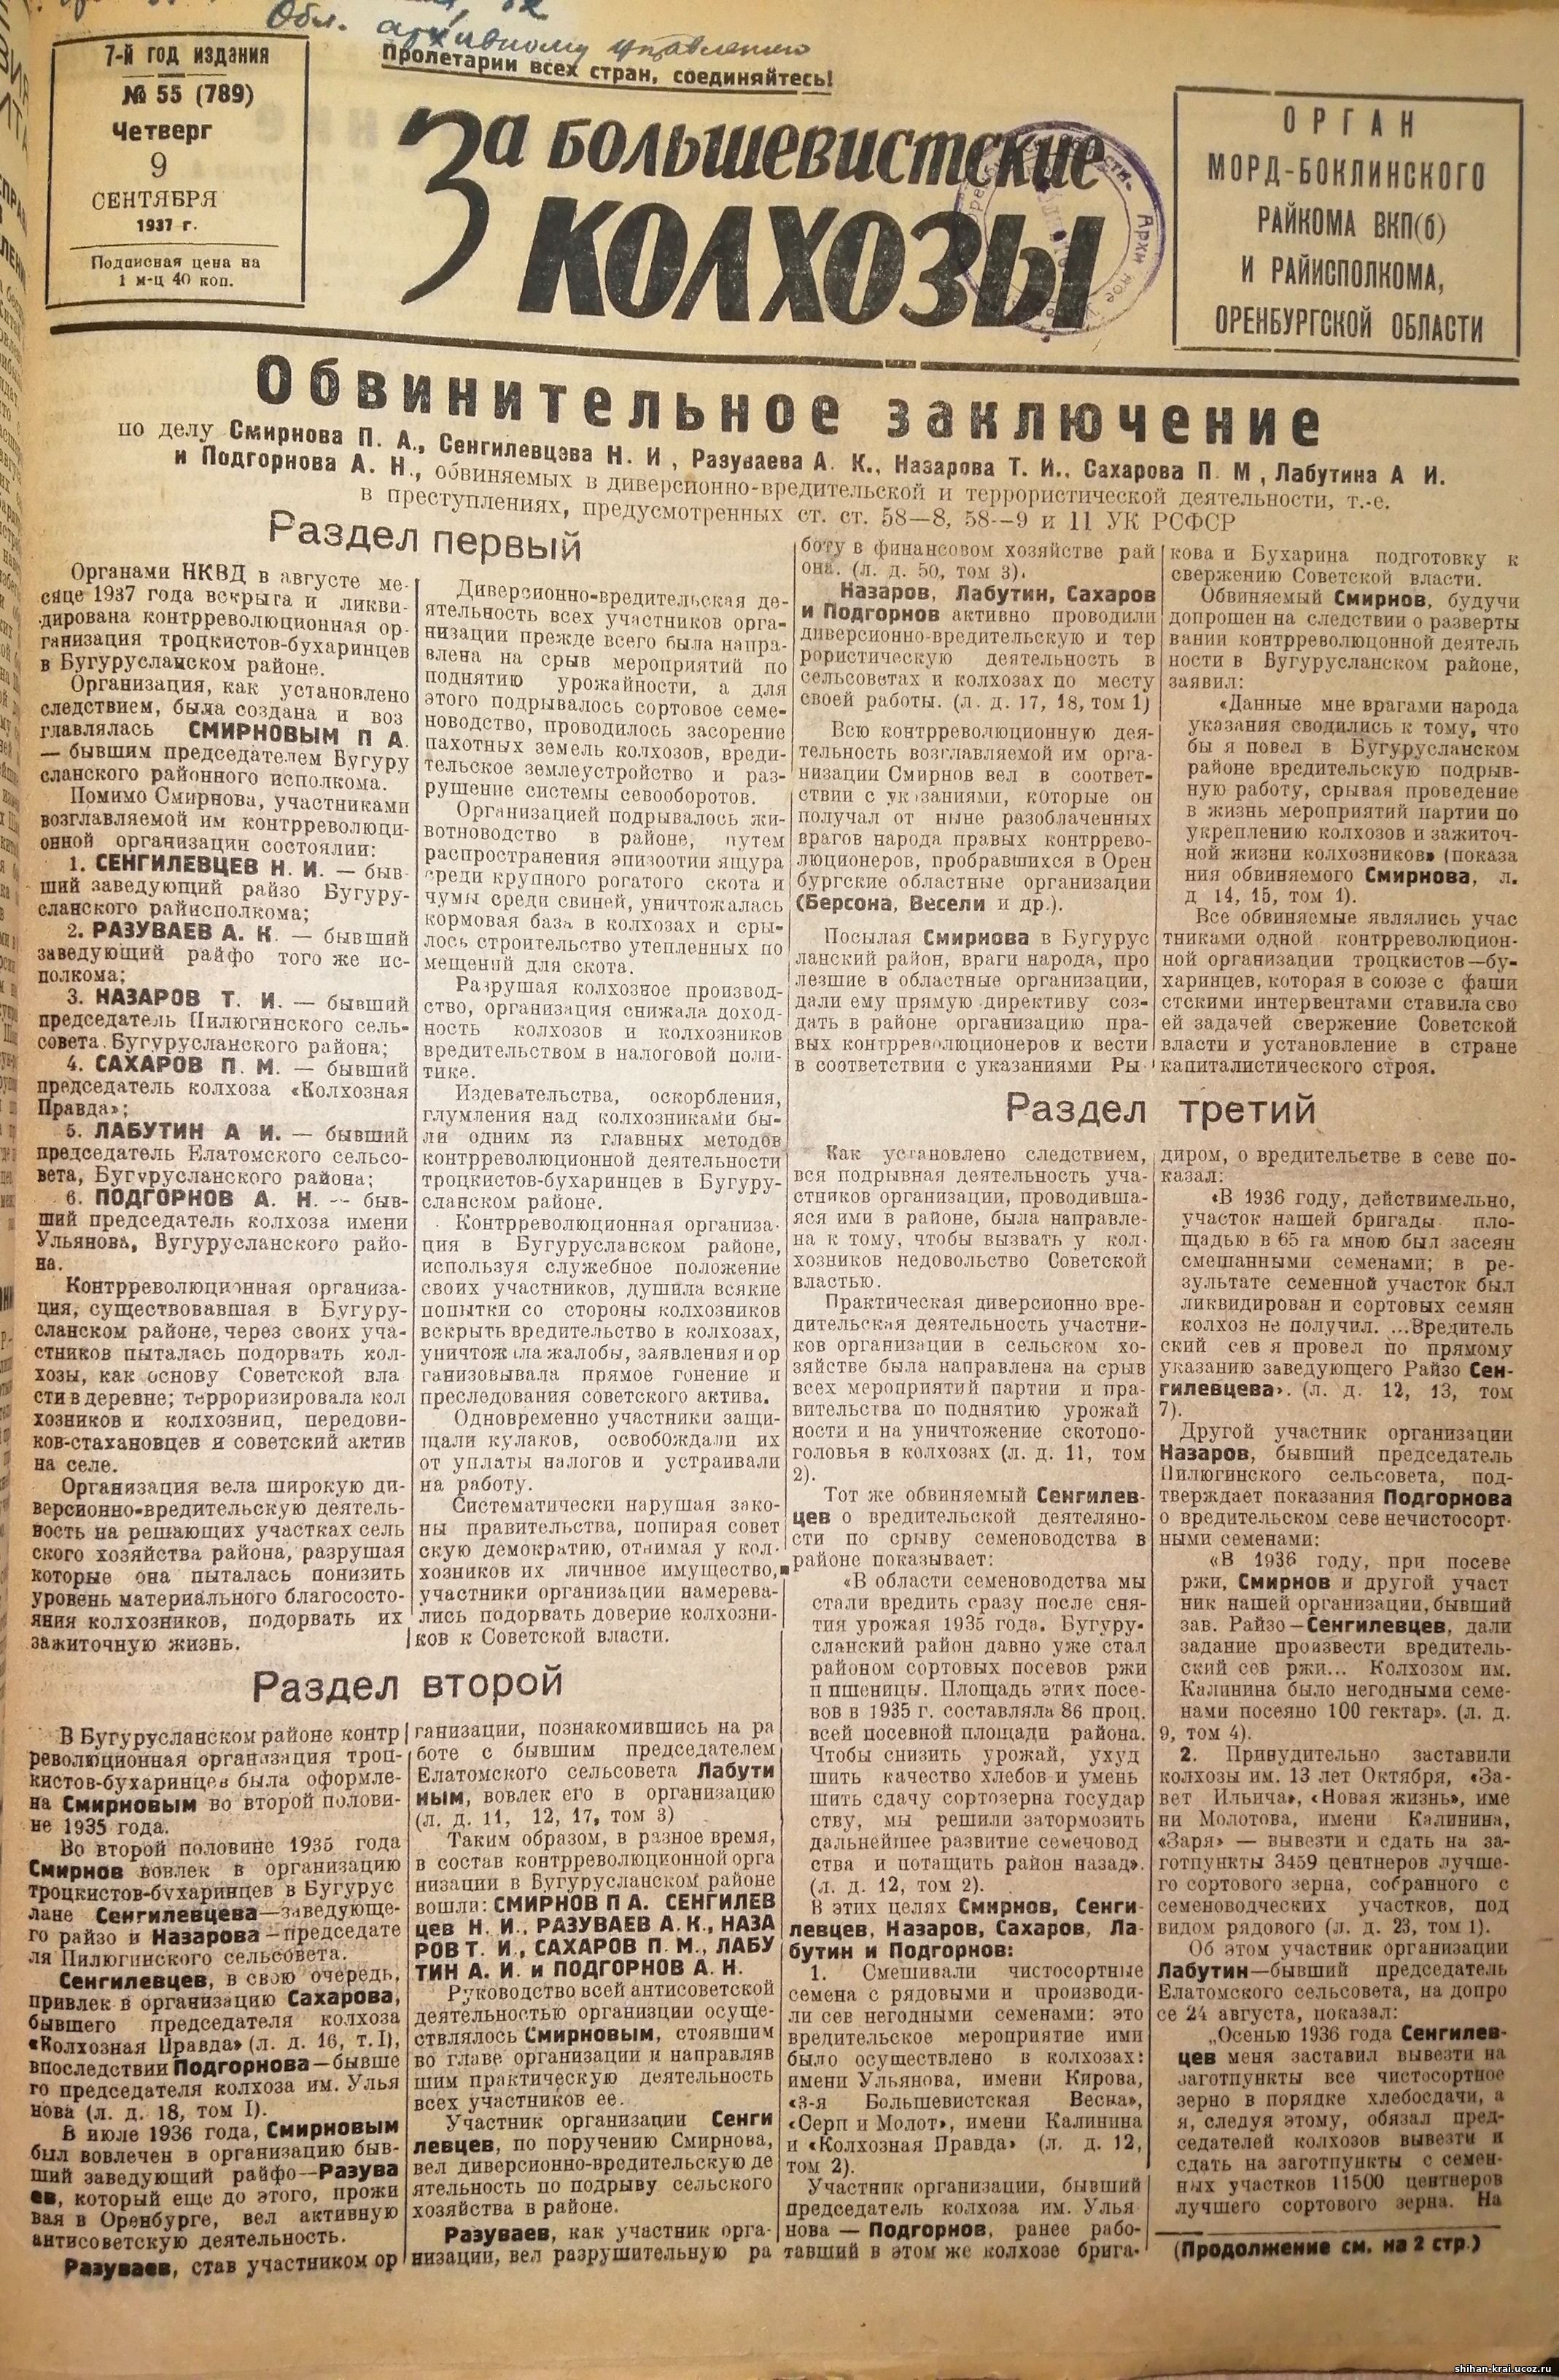 Обл. архивному управлению
7-й год издания
№ 55 (789)
Четверг
9
СЕНТЯБРЯ
1937 г.
Подписная цена на
1 м-ц 40 коп.
Пролетарии всех стран, соединяйтесь!
За большевистские
колхозы
ОРГАН
МОРД-БОКЛИНСКОГО
РАЙКОМА ВКП(б)
И РАЙИСПОЛКОМА,
ОРЕНБУРГСКОЙ ОБЛАСТИ
Обвинительное заключение
по делу Смирнова П. А., Сенгилевцэва Н. И , Разуваева А. К., Назарова Т. И., Сахарова П. М , Лабутина А И.
и Подгорнова А. Н., обвиняемых в диверсионно-вредительской и террористической деятельности, т.-е.
в преступлениях, предусмотренных ст. ст. 58—8, 58--9 и 11 УК РСФСР
Раздел первый
Органами НКВД в августе ме-
сяце 1937 года вскрыта и ликви-
дирована контрреволюционная ор-
ганизация троцкистов-бухаринцев
в Бугурусланском районе.
Организация, как установлено
следствием, была создана и воз
главлялась СМИРНОВЫМ П А.
— бывшим председателем Бугуру
сланского районного исполкома.
Помимо Смирнова, участниками
возглавляемой им контрреволюци-
онной организации состояли:
1. СЕНГИЛЕВЦЕВ Н. И. — быв-
ший заведующий райзо Бугуру-
сланского райисполкома;
2. РАЗУВАЕВ А. К. — бывший
заведующий райфо того же ис-
полкома;
3. НАЗАРОВ Т. И. — бывший
председатель Пилюгинского сель-
совета Бугурусланского района;
4. САХАРОВ П. М. — бывший
председатель колхоза «Колхозная
Правда»;
5. ЛАБУТИН А И. — бывший
председатель Елатомского сельсо-
вета, Бугурусланского района;
6. ПОДГОРНОВ А. Н. -- быв-
ший председатель колхоза имени
Ульянова, Бугурусланского райо-
на.
Контрреволюционная организа-
ция, существовавшая в Бугуру-
сланском районе, через своих уча-
стников пыталась подорвать кол-
хозы, как основу Советской вла
сти в деревне; терроризировала кол
хозников и колхозниц, передови-
ков-стахановцев и советский актив
на селе.
Организация вела широкую ди-
версионно-вредительскую деятель-
ность на решающих участках сель
ского хозяйства района, разрушая
которые она пыталась понизить
уровень материального благососто-
яния колхозников, подорвать их
зажиточную жизнь.
Диверсионно-вредительская де-
ятельность всех участников орга-
низации прежде всего была напра-
влена на срыв мероприятий по
поднятию урожайности, а для
этого подрывалось сортовое семе-
новодство, проводилось засорение
пахотных земель колхозов, вреди-
тельское землеустройство и раз-
рушение системы севооборотов.
Организацией подрывалось жи-
вотноводство в районе, путем
распространения эпизоотии ящура
среди крупного рогатого скота и
чумы среди свиней, уничтожалась
кормовая база в колхозах и сры-
лось строительство утепленных по
мещений для скота.
Разрушая колхозное производ-
ство, организация снижала доход-
ность колхозов и колхозников
вредительством в налоговой поли-
тике.
Издевательства, оскорбления,
глумления над колхозниками бы-
ли одним из главных методов
контрреволюционной деятельности
троцкистов-бухаринцев в Бугуру-
сланском районе.
Контрреволюционная организа-
ция в Бугурусланском районе,
используя служебное положение
своих участников, душила всякие
попытки со стороны колхозников
вскрыть вредительство в колхозах,
уничтожала жалобы, заявления и ор
ганизовывала прямое гонение и
преследования советского актива.
Одновременно участники защи-
щали кулаков, освобождали их
от уплаты налогов и устраивали
на работу.
Систематически нарушая зако-
ны правительства, попирая совет
скую демократию, отнимая у кол-
хозников их личное имущество,
участники организации намерева-
лись подорвать доверие колхозни-
ков к Советской власти.
Раздел второй
В Бугурусланском районе контр
революционная организация троц-
кистов-бухаринцев была оформле-
на Смирновым во второй полови-
не 1935 года.
Во второй половине 1935 года
Смирнов вовлек в организацию
троцкистов-бухаринцев в Бугурус
лане Сенгилевцева—заведующе-
го райзо и Назарова—председате
ля Пилюгинского сельсовета.
Сенгилевцев, в свою очередь,
привлек в организацию Сахарова,
бывшего председателя колхоза
«Колхозная Правда» (л. д. 16, т. I),
впоследствии Подгорнова—бывше
го председателя колхоза им. Улья
нова (л. д. 18, том I).
В июле 1936 года, Смирновым
был вовлечен в организацию быв-
ший заведующий райфо—Разува
ев, который еще до этого, прожи
вая в Оренбурге, вел активную
антисоветскую деятельность.
Разуваев, став участником ор
ганизации, познакомившись на ра
боте с бывшим председателем
Елатомского сельсовета Лабути
ным, вовлек его в организацию
(л. д. 11, 12, 17, том 3)
Таким образом, в разное время,
в состав контрреволюционной орга
низации в Бугурусланском районе
вошли: СМИРНОВ П А. СЕНГИЛЕВ
цев Н. И., РАЗУВАЕВ А. К., НАЗА
РОВ Т. И., САХАРОВ П. М., ЛАБУ
ТИН А. И. и ПОДГОРНОВ А. Н.
Руководство всей антисоветской
деятельностью организции осуще-
ствлялось Смирновым, стоявшим
во главе организации и направляв
шим практическую деятельность
всех участников ее.
Участник организации Сенги
левцев, по поручению Смирнова,
вел диверсионно-вредительскую де
ятельность по подрыву сельского
хозяйства в районе.
Разуваев, как участник орга-
низации, вел разрушительную ра
боту в финансовом хозяйстве рай
она. (л. д. 50, том 3).
Назаров, Лабутин, Сахаров
и Подгорнов активно проводили
диверсионно-вредительскую и тер
рористическую деятельность в
сельсоветах и колхозах по месту
своей работы. (л. д. 17, 18, том 1)
Всю контрреволюционную дея-
тельность возглавляемой им орга-
низации Смирнов вел в соответ-
ствии с указаниями, которые он
получал от ныне разоблаченных
врагов народа правых контррево-
люционеров, пробравшихся в Орен
бургские областные организации
(Берсона, Весели и др.).
Посылая Смирнова в Бугурус
ланский район, враги народа, про
лезшие в областные организации,
дали ему прямую директиву соз-
дать в районе организацию пра-
вых контрреволюционеров и вести
в соответствии с указаниями Ры
кова и Бухарина подготовку к
свержению Советской власти.
Обвиняемый Смирнов, будучи
допрошен на следствии о разверты
вании контрреволюцонной деятель
ности в Бугурусланском районе,
заявил:
«Данные мне врагами народа
указания сводились к тому, что
бы я повел в Бугурусланском
районе вредительскую подрыв-
ную работу, срывая проведение
в жизнь мероприятий партии по
укреплению колхозов и зажиточ-
ной жизни колхозников» (показа
ния обвиняемого Смирнова, л.
д 14, 15, том 1).
Все обвиняемые являлись учас
тниками одной контрреволюцион-
ной организации троцкистов—бу-
харинцев, которая в союзе с фаши
стскими интервентами ставила сво
ей задачей свержение Советской
власти и установление в стране
капиталистического строя.
Раздел третий
Как установлено следствием,
вся подрывная деятельность уча-
стников организации, проводивша-
яся ими в районе, была направле-
на к тому, чтобы вызвать у кол-
хозников недовольство Советской
властью.
Практическая диверсионно вре-
дительская деятельность участни-
ков организации в сельском хо-
зяйстве была направлена на срыв
всех мероприятий партии и пра-
вительства по поднятию урожай
ности и на уничтожение скотопо-
головья в колхозах (л. д. 11, том
2).
Тот же обвиняемый Сенгилев-
цев о вредительской деятеляно-
сти по срыву семеноводства в
районе показывает:
«В области семеноводства мы
стали вредить сразу после сня-
тия урожая 1935 года. Бугуру-
сланский район давно уже стал
районом сортовых посевов ржи
и пшеницы. Площадь этих посе-
вов в 1935 г. составляла 86 проц.
всей посевной площади района.
Чтобы снизить урожай, ухуд
шить качество хлебов и умень
шить сдачу сортозерна государ
ству, мы решили затормозить
дальнейшее развитие семеновод
ства и потащить район назад».
(л. д. 12, том 2).
В этих целях Смирнов, Сенги-
левцев, Назаров, Сахаров, Ла-
бутин и Подгорнов:
1. Смешивали чистосортные
семена с рядовыми и производи-
ли сев негодными семенами: это
вредительское мероприятие ими
было осуществлено в колхозах:
имени Ульянова, имени Кирова,
«3-я Большевистская Весна»,
«Серп и Молот», имени Калинина
и «Колхозная Правда» (л. д. 12,
том 2).
Участник организации, бывший
председатель колхоза им. Улья
нова — Подгорнов, ранее рабо-
тавший в этом же колхозе брига-
диром, о вредительстве в севе по-
казал:
«В 1936 году, действимельно,
участок нашей бригады пло-
щадью в 65 га мною был засеян
смешанными семенами; в ре-
зультате семенной участок был
ликвидирован и сортовых семян
колхоз не получил. ...Вредитель
ский сев я провел по прямому
указанию заведующего Райзо Сен-
гилевцева». (л. д. 12, 13, том
7).
Другой участник организации
Назаров, бывший председатель
Пилюгинского сельсовета, под-
тверждает показания Подгорнова
о вредительском севе нечистосорт-
ными семенами:
«В 1936 году, при посеве
ржи, Смирнов и другой участ
ник нашей организации, бывший
зав. Райзо—Сенгилевцев, дали
задание произвести вредитель-
ский сев ржи... Колхозом им.
Калинина было негодными семе-
нами посеяно 100 гектар». (л. д.
9, том 4).
2. Принудительно заставили
колхозы им. 13 лет Октября, «За-
вет Ильича», «Новая жизнь», име
ни Молотова, имени Калинина,
«Заря» — вывезти и сдать на за-
готпункты 3459 центнеров лучше-
го сортового зерна, собранного с
семеноводческих участков, под
видом рядового (л. д. 23, том 1).
Об этом участник организации
Лабутин—бывший председатель
Елатомского сельсовета, на допро
се 24 августа, показал:
„Осенью 1936 года Сенгилев-
цев меня заставил вывезти на
заготпункты все чистосортное
зерно в порядке хлебосдачи, а
я, следуя этому, обязал пред-
седателей колхозов вывезти и
сдать на заготпункты с семен-
ных участков 11500 центнеров
лучшего сортового зерна. На
(Продолжение см. на 2 стр.)
shihan-krai.ucoz.ru